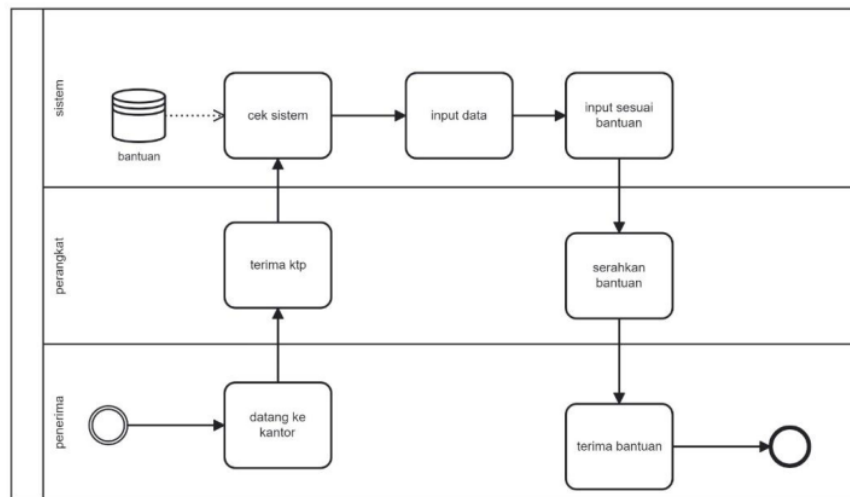 sistem
bantuan
cek sistem
input data
input sesuai
bantuan
perangkat
terima ktp
serahkan
bantuan
penerima
datang ke
kantor
terima bantuan